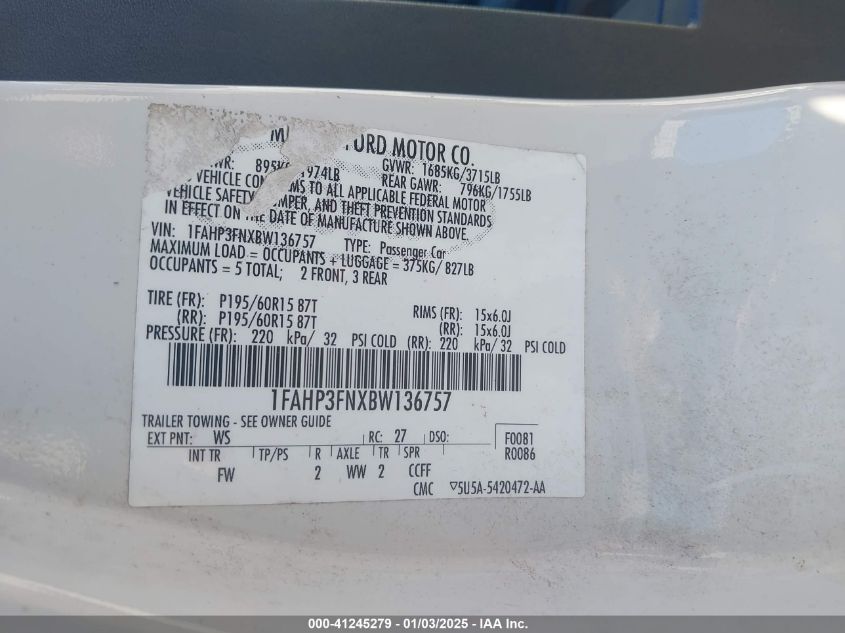 FORD MOTOR CO.
895KG 1974LB GVWR: 1685KG/3715LB
REAR GAWR: 796KG/1755LB
VEHICLE CON MS TO ALL APPLICABLE FEDERAL MOTOR
VEHICLE SAFETY MPER, AND THEFT PREVENTION STANDARDS
IN EFFECT ON THE DATE OF MANUFACTURE SHOWN ABOVE.
VIN: 1FAHP3FNXBW136757 TYPE: Passenger Car
MAXIMUM LOAD = OCCUPANTS + LUGGAGE = 375KG/ 827LB
OCCUPANTS = 5 TOTAL; 2 FRONT, 3 REAR
TIRE (FR): P195/60R15 87T RIMS (FR): 15x6.0J
(RR): P195/60R15 87T (RR): 15x6.0J
PRESSURE (FR): 220 kPa/ 32 PSI COLD (RR): 220 kPa/ 32 PSI COLD
1FAHP3FNXBW136757
TRAILER TOWING - SEE OWNER GUIDE
EXT PNT: WS RC: 27 DSO: F0081
R0086
INT TR TP/PS R AXLE TR SPR
FW 2 WW 2 CCFF
CMC ▽5U5A-5420472-AA
000-41245279 - 01/03/2025 - IAA Inc.